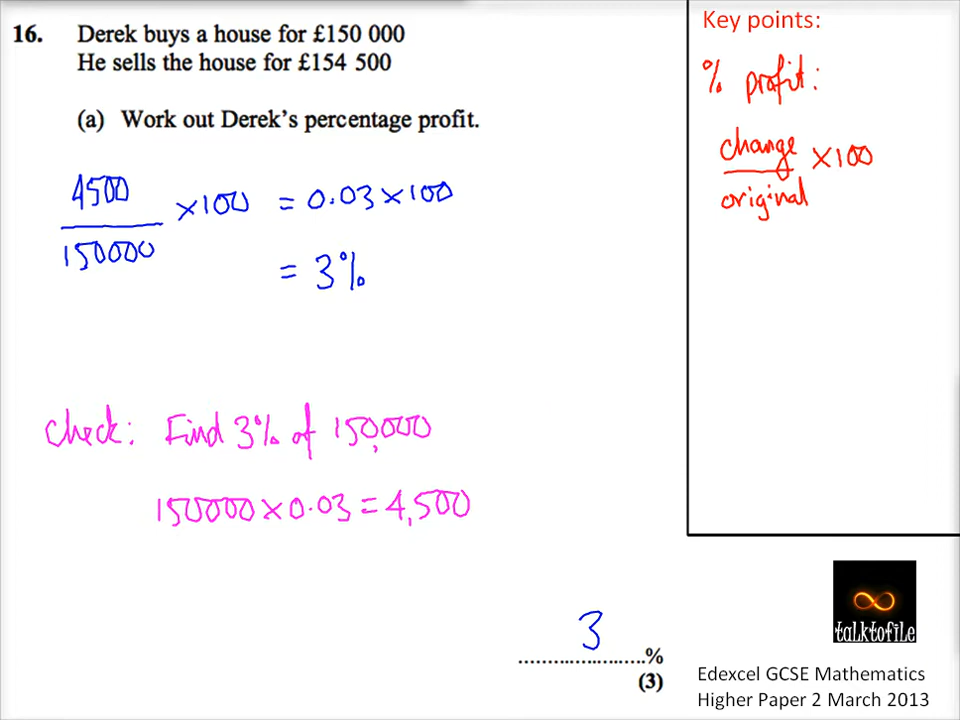 16. Derek buys a house for £150 000
He sells the house for £154 500
(a) Work out Derek's percentage profit.
4500
150000
×100 = 0.03×100
= 3%
Check: Find 3% of 150,000
150000×0.03=4,500
3
..................% 
(3)
Key points:
% profit:
change
original
×100
talktofile
Edexcel GCSE Mathematics
Higher Paper 2 March 2013